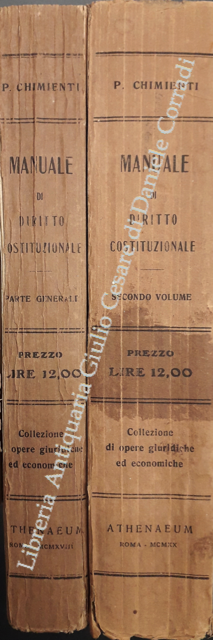 P. CHIMIENTI
MANUALE
DI
DIRITTO
COSTITUZIONALE
PARTE GENERALE
PREZZO
LIRE 12,00
Collezione
di opere giuridiche
ed economiche
ATHENAEUM
P. CHIMIENTI
MANUALE
DI
DIRITTO
COSTITUZIONALE
SECONDO VOLUME
PREZZO
LIRE 12,00
Collezione
di opere giuridiche
ed economiche
ATHENAEUM
ROMA - MCMXX
Libreria Antiquaria Giulio Cesare di Daniele Corradi